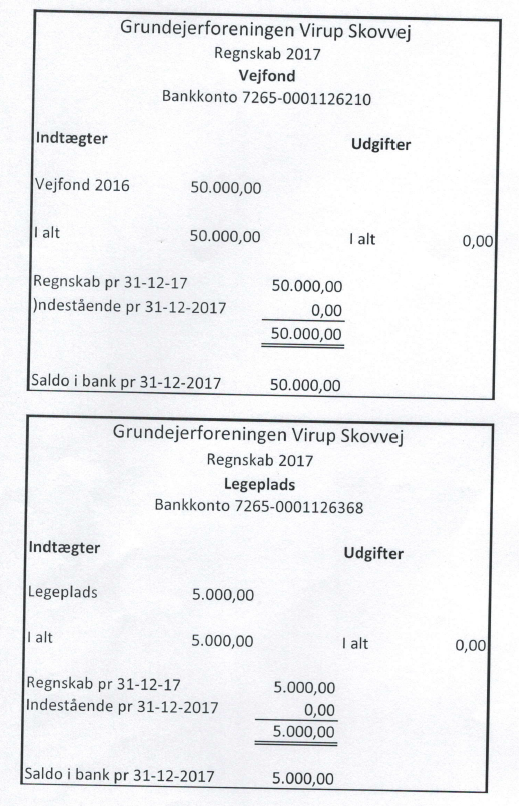 Grundejerforeningen Virup Skovvej
Regnskab 2017
Vejfond
Bankkonto 7265-0001126210
Indtægter Udgifter
Vejfond 2016 50.000,00
I alt 50.000,00 I alt 0,00
Regnskab pr 31-12-17 50.000,00
)ndestående pr 31-12-2017 0,00
50.000,00
Saldo i bank pr 31-12-2017 50.000,00
Grundejerforeningen Virup Skovvej
Regnskab 2017
Legeplads
Bankkonto 7265-0001126368
Indtægter Udgifter
Legeplads 5.000,00
I alt 5.000,00 I alt 0,00
Regnskab pr 31-12-17 5.000,00
Indestående pr 31-12-2017 0,00
5.000,00
Saldo i bank pr 31-12-2017 5.000,00